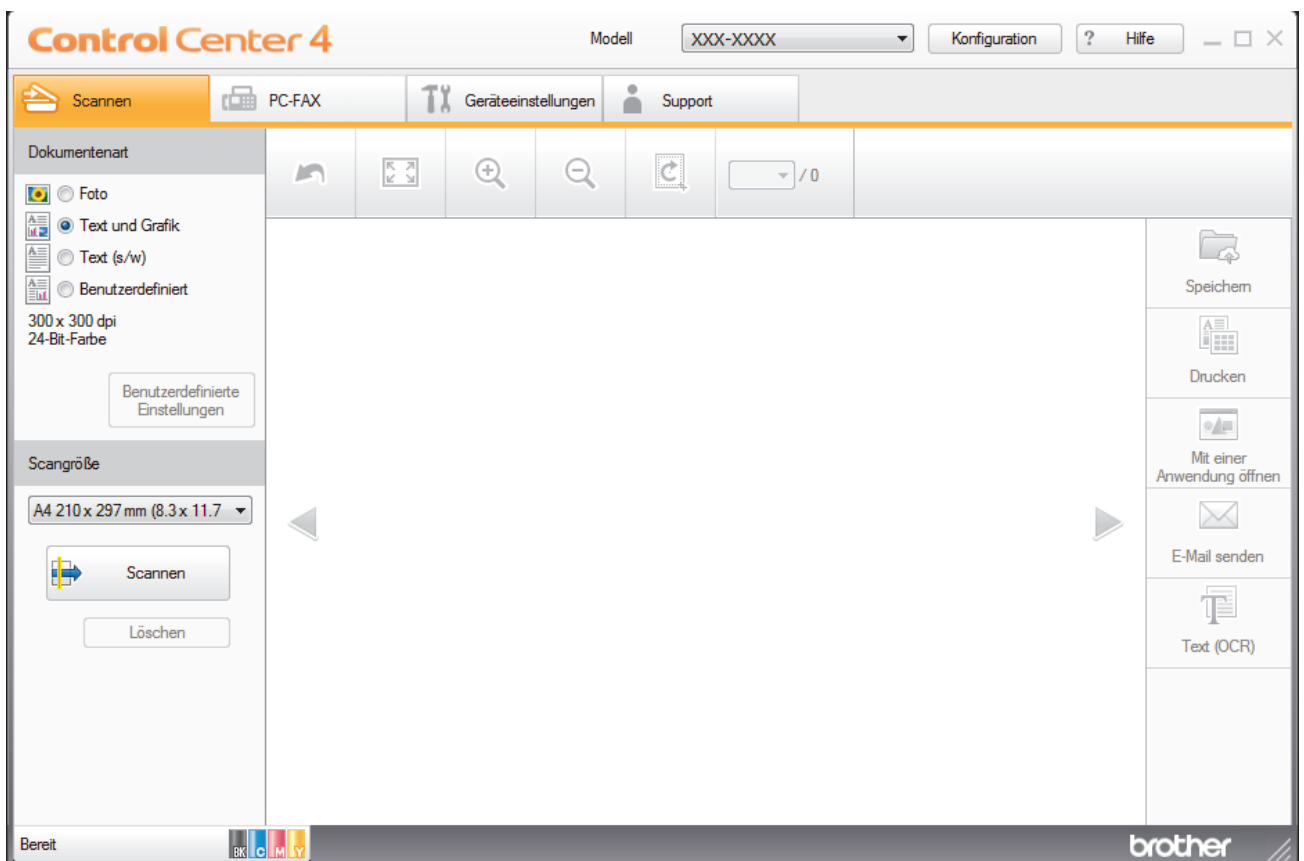 Control Center 4
Modell
XXX-XXXX
Konfiguration
? Hilfe
Scannen
PC-FAX
Geräteeinstellungen
Support
Dokumentenart
Foto
Text und Grafik
Text (s/w)
Benutzerdefiniert
300 x 300 dpi
24-Bit-Farbe
Benutzerdefinierte
Einstellungen
Scangröße
A4 210 x 297 mm (8.3 x 11.7
Scannen
Löschen
/ 0
Speichern
Drucken
Mit einer
Anwendung öffnen
E-Mail senden
Text (OCR)
Bereit
BK C M Y
brother